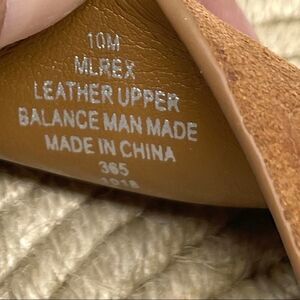 10M
MLREX
LEATHER UPPER
BALANCE MAN MADE
MADE IN CHINA
365